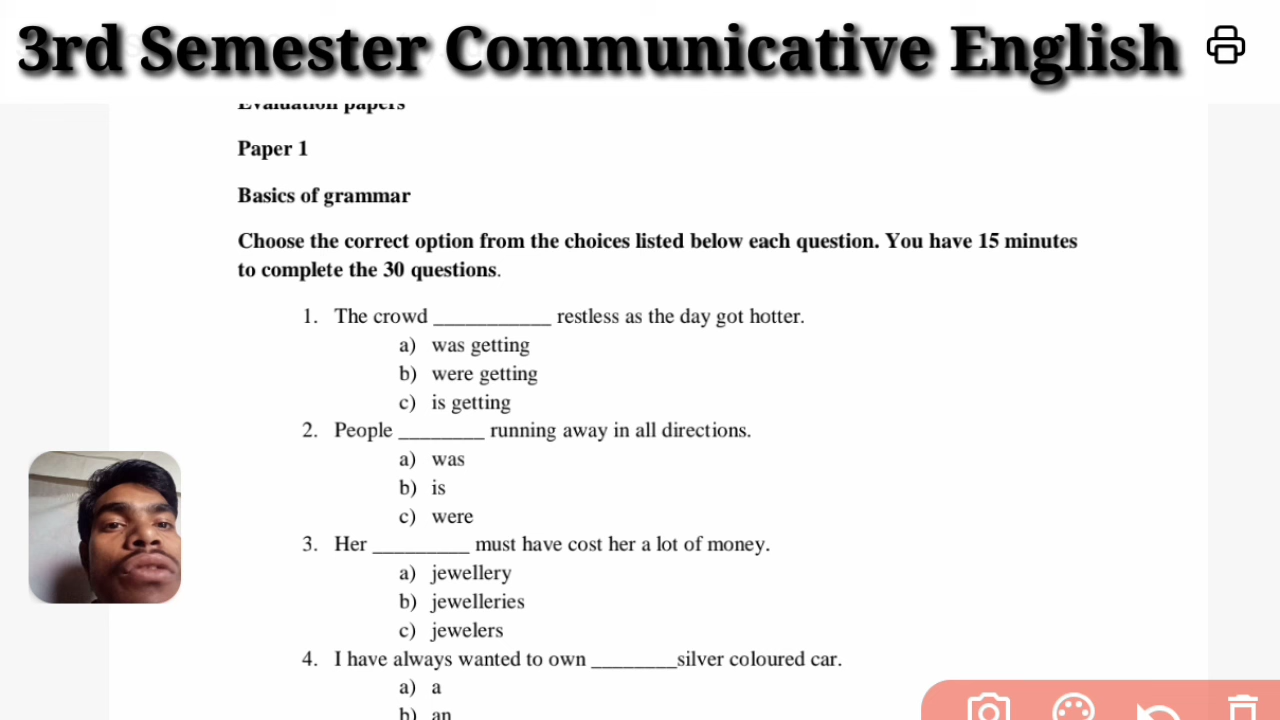 3rd Semester Communicative English
Evaluation papers
Paper 1
Basics of grammar
Choose the correct option from the choices listed below each question. You have 15 minutes
to complete the 30 questions.
1. The crowd ___________ restless as the day got hotter.
a) was getting
b) were getting
c) is getting
2. People ________ running away in all directions.
a) was
b) is
c) were
3. Her _________ must have cost her a lot of money.
a) jewellery
b) jewelleries
c) jewelers
4. I have always wanted to own ________silver coloured car.
a) a
b) an